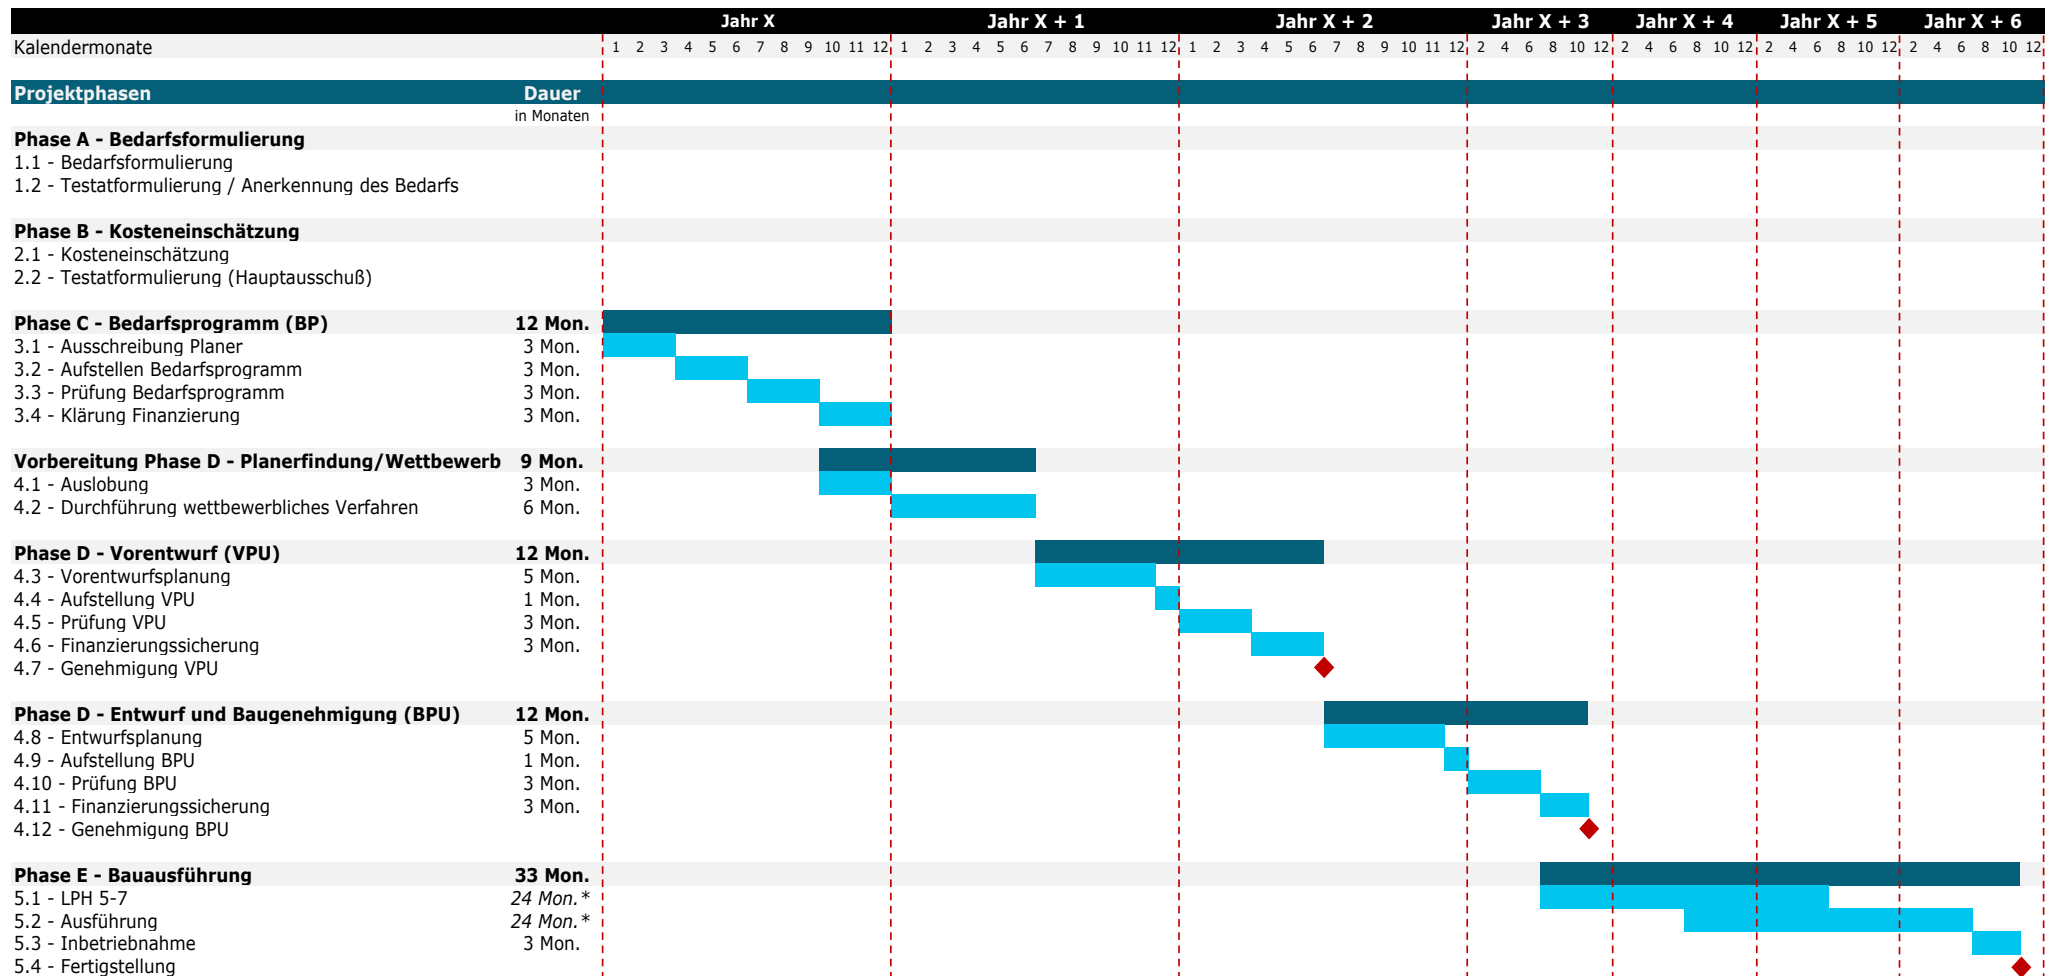 Jahr X Jahr X + 1 Jahr X + 2 Jahr X + 3 Jahr X + 4 Jahr X + 5 Jahr X + 6
Kalendermonate 1 2 3 4 5 6 7 8 9 10 11 12 1 2 3 4 5 6 7 8 9 10 11 12 1 2 3 4 5 6 7 8 9 10 11 12 2 4 6 8 10 12 2 4 6 8 10 12 2 4 6 8 10 12 2 4 6 8 10 12
Projektphasen Dauer
in Monaten
Phase A - Bedarfsformulierung
1.1 - Bedarfsformulierung
1.2 - Testatformulierung / Anerkennung des Bedarfs
Phase B - Kosteneinschätzung
2.1 - Kosteneinschätzung
2.2 - Testatformulierung (Hauptausschuß)
Phase C - Bedarfsprogramm (BP) 12 Mon.
3.1 - Ausschreibung Planer 3 Mon.
3.2 - Aufstellen Bedarfsprogramm 3 Mon.
3.3 - Prüfung Bedarfsprogramm 3 Mon.
3.4 - Klärung Finanzierung 3 Mon.
Vorbereitung Phase D - Planerfindung/Wettbewerb 9 Mon.
4.1 - Auslobung 3 Mon.
4.2 - Durchführung wettbewerbliches Verfahren 6 Mon.
Phase D - Vorentwurf (VPU) 12 Mon.
4.3 - Vorentwurfsplanung 5 Mon.
4.4 - Aufstellung VPU 1 Mon.
4.5 - Prüfung VPU 3 Mon.
4.6 - Finanzierungssicherung 3 Mon.
4.7 - Genehmigung VPU
Phase D - Entwurf und Baugenehmigung (BPU) 12 Mon.
4.8 - Entwurfsplanung 5 Mon.
4.9 - Aufstellung BPU 1 Mon.
4.10 - Prüfung BPU 3 Mon.
4.11 - Finanzierungssicherung 3 Mon.
4.12 - Genehmigung BPU
Phase E - Bauausführung 33 Mon.
5.1 - LPH 5-7 24 Mon.*
5.2 - Ausführung 24 Mon.*
5.3 - Inbetriebnahme 3 Mon.
5.4 - Fertigstellung